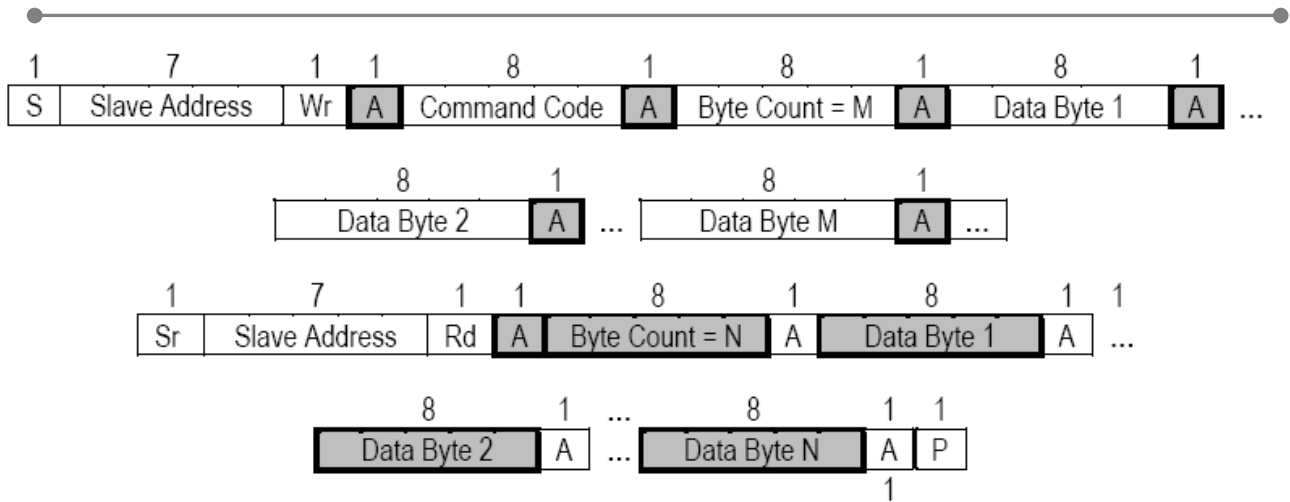 1 7 1 1 8 1 8 1 8 1
S Slave Address Wr A Command Code A Byte Count = M A Data Byte 1 A ...
8 1 8 1
Data Byte 2 A ... Data Byte M A ...
1 7 1 1 8 1 8 1 1
Sr Slave Address Rd A Byte Count = N A Data Byte 1 A ...
8 1 ... 8 1 1
Data Byte 2 A ... Data Byte N A P
1